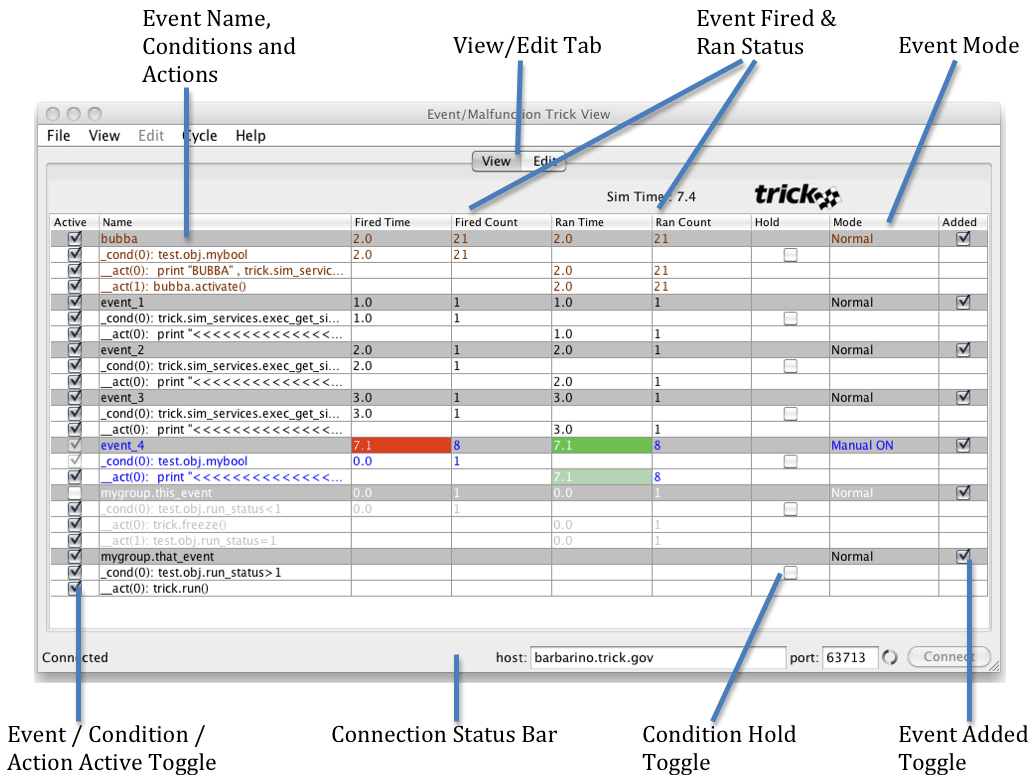 Event Name,
Conditions and
Actions
View/Edit Tab
Event Fired &
Ran Status
Event Mode
Event/Malfunction Trick View
File View Edit Cycle Help
View Edit
Sim Time : 7.4 trick
Active Name Fired Time Fired Count Ran Time Ran Count Hold Mode Added
bubba 2.0 21 2.0 21 Normal
_cond(0): test.obj.mybool 2.0 21
__act(0): print "BUBBA" , trick.sim_servic... 2.0 21
__act(1): bubba.activate() 2.0 21
event_1 1.0 1 1.0 1 Normal
_cond(0): trick.sim_services.exec_get_si... 1.0 1
__act(0): print "<<<<<<<<<<<<<<... 1.0 1
event_2 2.0 1 2.0 1 Normal
_cond(0): trick.sim_services.exec_get_si... 2.0 1
__act(0): print "<<<<<<<<<<<<<<... 2.0 1
event_3 3.0 1 3.0 1 Normal
_cond(0): trick.sim_services.exec_get_si... 3.0 1
__act(0): print "<<<<<<<<<<<<<<... 3.0 1
event_4 7.1 8 7.1 8 Manual ON
_cond(0): test.obj.mybool 0.0 1
__act(0): print "<<<<<<<<<<<<<<... 7.1 8
mygroup.this_event 0.0 1 0.0 1 Normal
_cond(0): test.obj.run_status<1 0.0 1
__act(0): trick.freeze() 0.0 1
__act(1): test.obj.run_status=1 0.0 1
mygroup.that_event Normal
_cond(0): test.obj.run_status>1
__act(0): trick.run()
Connected host: barbarino.trick.gov port: 63713 Connect
Event / Condition /
Action Active Toggle
Connection Status Bar
Condition Hold
Toggle
Event Added
Toggle